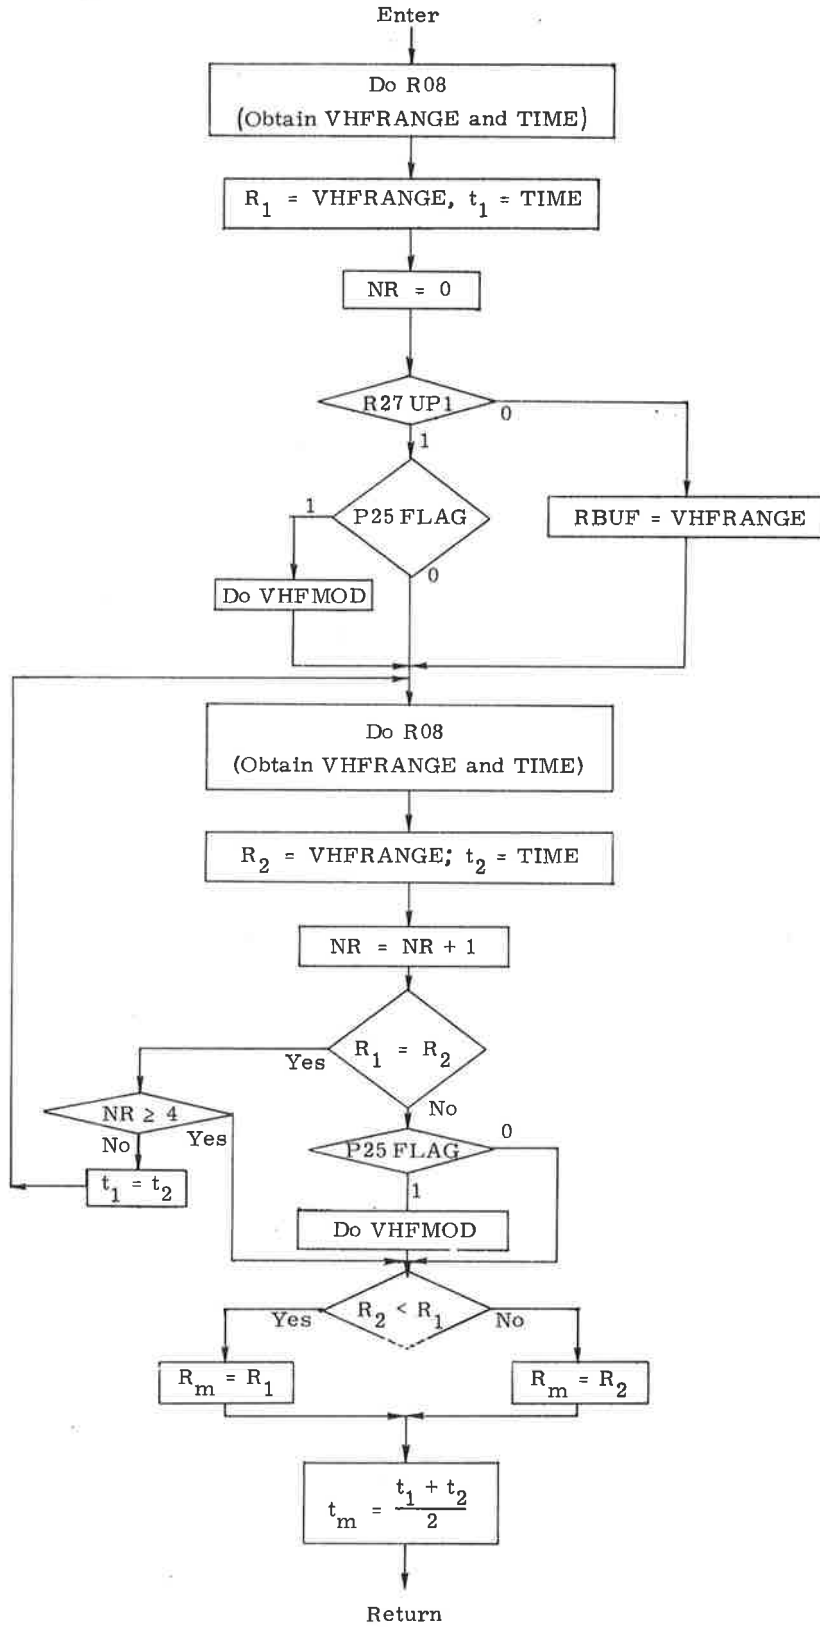 Enter
Do R08
(Obtain VHFRANGE and TIME)
R1 = VHFRANGE, t1 = TIME
NR = 0
R27 UP1
0
1
P25 FLAG
1
0
RBUF = VHFRANGE
Do VHFMOD
Do R08
(Obtain VHFRANGE and TIME)
R2 = VHFRANGE; t2 = TIME
NR = NR + 1
R1 = R2
Yes
No
NR ≥ 4
No
Yes
t1 = t2
P25 FLAG
0
1
Do VHFMOD
R2 < R1
Yes
No
Rm = R1
Rm = R2
tm = (t1 + t2)/2
Return